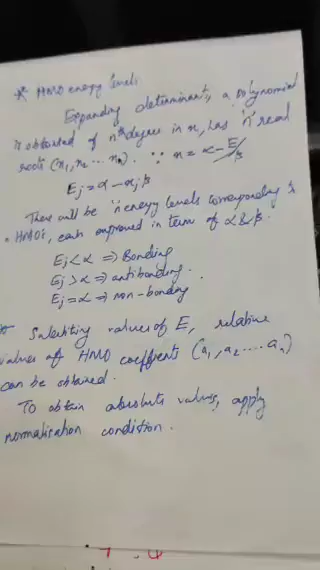 * HMO energy levels
Expanding determinant, a polynomial
is obtained of nth degree in x, has 'n' real
roots (x₁, x₂ ... xₙ). ∵ x = α-E/β
Ej = α - xjβ
There will be 'n' energy levels corresponding to
n HMO's, each expressed in term of α & β.
Ej < α ⇒ Bonding
Ej > α ⇒ antibonding.
Ej = α ⇒ non-bonding
Substituting values of E, relative
values of HMO coefficients (a₁, a₂ .... aₙ)
can be obtained.
To obtain absolute values, apply
normalisation condition.